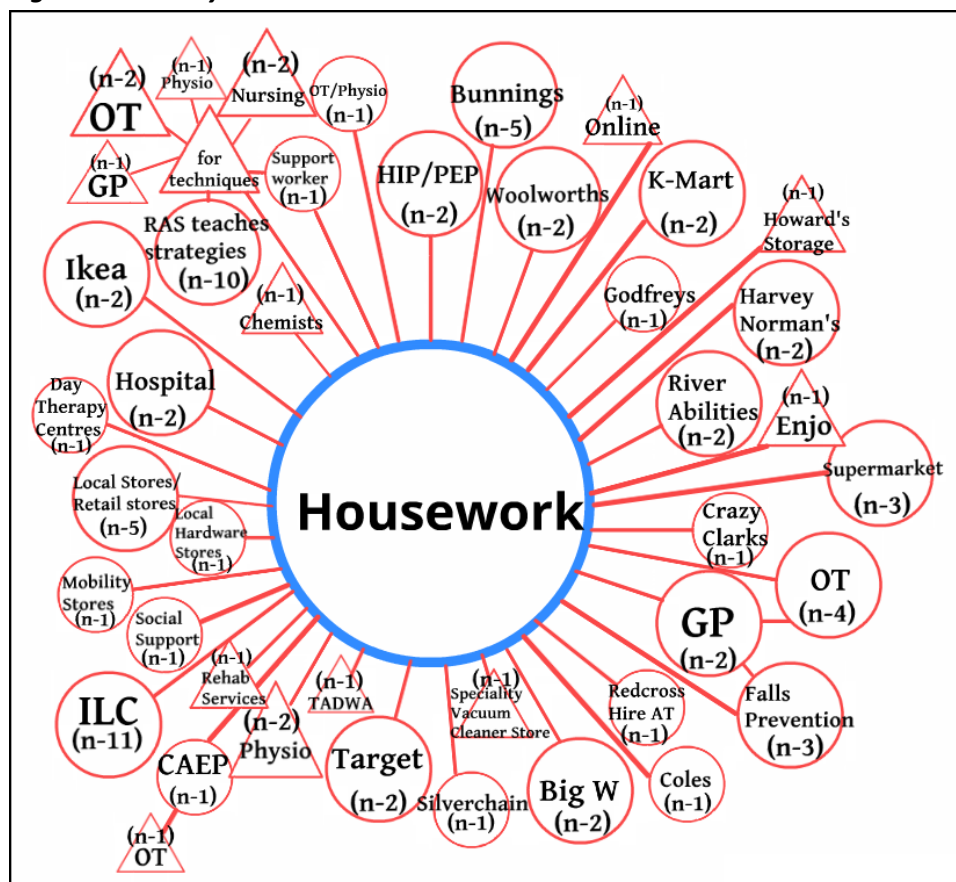 (n-2)
OT
(n-1)
Physio
(n-2)
Nursing
OT/Physio
(n-1)
(n-1)
GP
for
techniques
Support
worker
(n-1)
HIP/PEP
(n-2)
Bunnings
(n-5)
Woolworths
(n-2)
(n-1)
Online
K-Mart
(n-2)
(n-1)
Howard's
Storage
RAS teaches
strategies
(n-10)
Ikea
(n-2)
(n-1)
Chemists
Godfreys
(n-1)
Harvey
Norman's
(n-2)
Hospital
(n-2)
Day
Therapy
Centres
(n-1)
River
Abilities
(n-2)
(n-1)
Enjo
Supermarket
(n-3)
Local Stores/
Retail stores
(n-5)
Local
Hardware
Stores
(n-1)
Housework
Crazy
Clarks
(n-1)
OT
(n-4)
Mobility
Stores
(n-1)
Social
Support
(n-1)
GP
(n-2)
Falls
Prevention
(n-3)
ILC
(n-11)
(n-1)
Rehab
Services
(n-2)
Physio
(n-1)
TADWA
(n-1)
Speciality
Vacuum
Cleaner Store
Redcross
Hire AT
(n-1)
CAEP
(n-1)
(n-1)
OT
Target
(n-2)
Silverchain
(n-1)
Big W
(n-2)
Coles
(n-1)